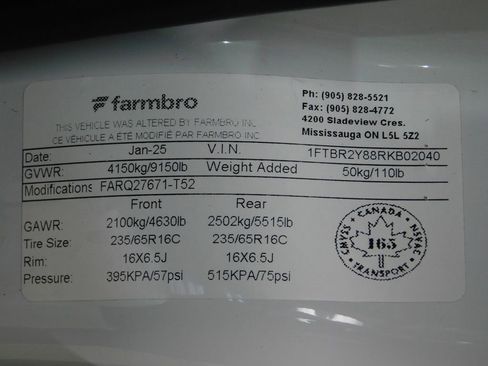 farmbro
THIS VEHICLE WAS ALTERED BY FARMBRO INC.
CE VÉHICULE A ÉTÉ MODIFIÉ PAR FARMBRO INC.
Ph: (905) 828-5521
Fax: (905) 828-4772
4200 Sladeview Cres.
Mississauga ON L5L 5Z2
Date: Jan-25 V.I.N. 1FTBR2Y88RKB02040
GVWR: 4150kg/9150lb Weight Added 50kg/110lb
Modifications FARQ27671-T52
Front Rear
GAWR: 2100kg/4630lb 2502kg/5515lb
Tire Size: 235/65R16C 235/65R16C
Rim: 16X6.5J 16X6.5J
Pressure: 395KPA/57psi 515KPA/75psi
CANADA
CMVSS NSVAC
165
TRANSPORT